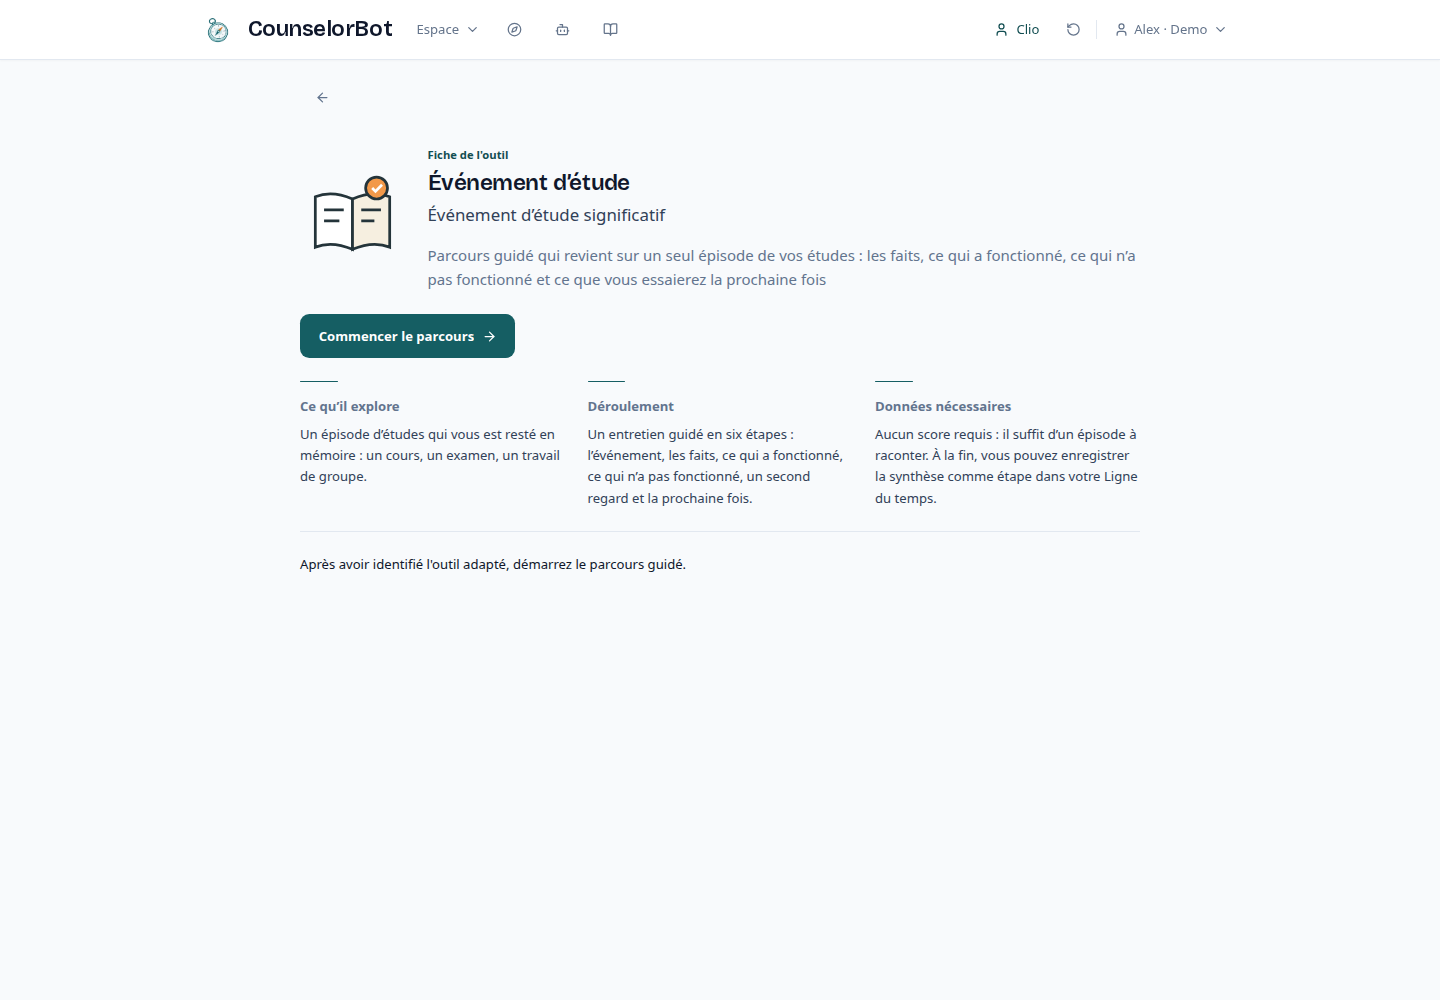 CounselorBot
Espace
Clio
Alex · Demo
Fiche de l'outil
Événement d’étude
Événement d’étude significatif
Parcours guidé qui revient sur un seul épisode de vos études : les faits, ce qui a fonctionné, ce qui n’a
pas fonctionné et ce que vous essaierez la prochaine fois
Commencer le parcours
Ce qu’il explore
Un épisode d’études qui vous est resté en
mémoire : un cours, un examen, un travail
de groupe.
Déroulement
Un entretien guidé en six étapes :
l’événement, les faits, ce qui a fonctionné,
ce qui n’a pas fonctionné, un second
regard et la prochaine fois.
Données nécessaires
Aucun score requis : il suffit d’un épisode à
raconter. À la fin, vous pouvez enregistrer
la synthèse comme étape dans votre Ligne
du temps.
Après avoir identifié l'outil adapté, démarrez le parcours guidé.